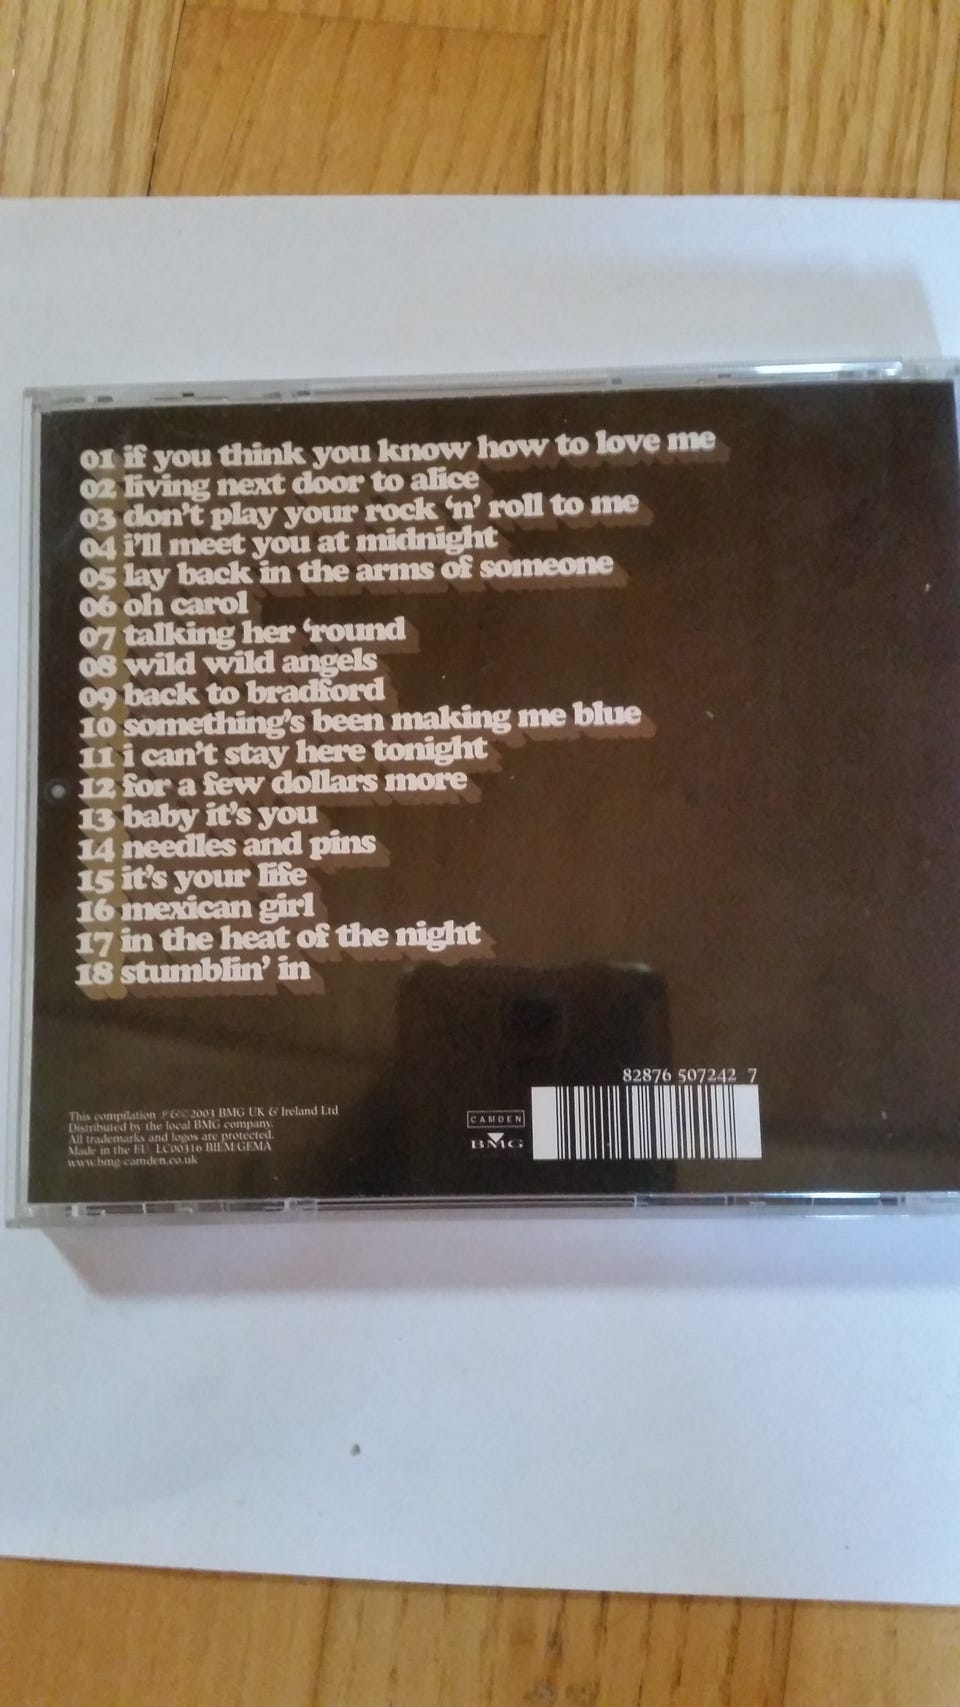 01 if you think you know how to love me
02 living next door to alice
03 don't play your rock 'n' roll to me
04 i'll meet you at midnight
05 lay back in the arms of someone
06 oh carol
07 talking her 'round
08 wild wild angels
09 back to bradford
10 something's been making me blue
11 i can't stay here tonight
12 for a few dollars more
13 baby it's you
14 needles and pins
15 it's your life
16 mexican girl
17 in the heat of the night
18 stumblin' in
82876 507242 7
This compilation ℗ & © 2003 BMG UK & Ireland Ltd
Distributed by the local BMG company.
All trademarks and logos are protected.
Made in the EU LC00316 BIEM/GEMA
www.bmg-camden.co.uk
CAMDEN
BMG